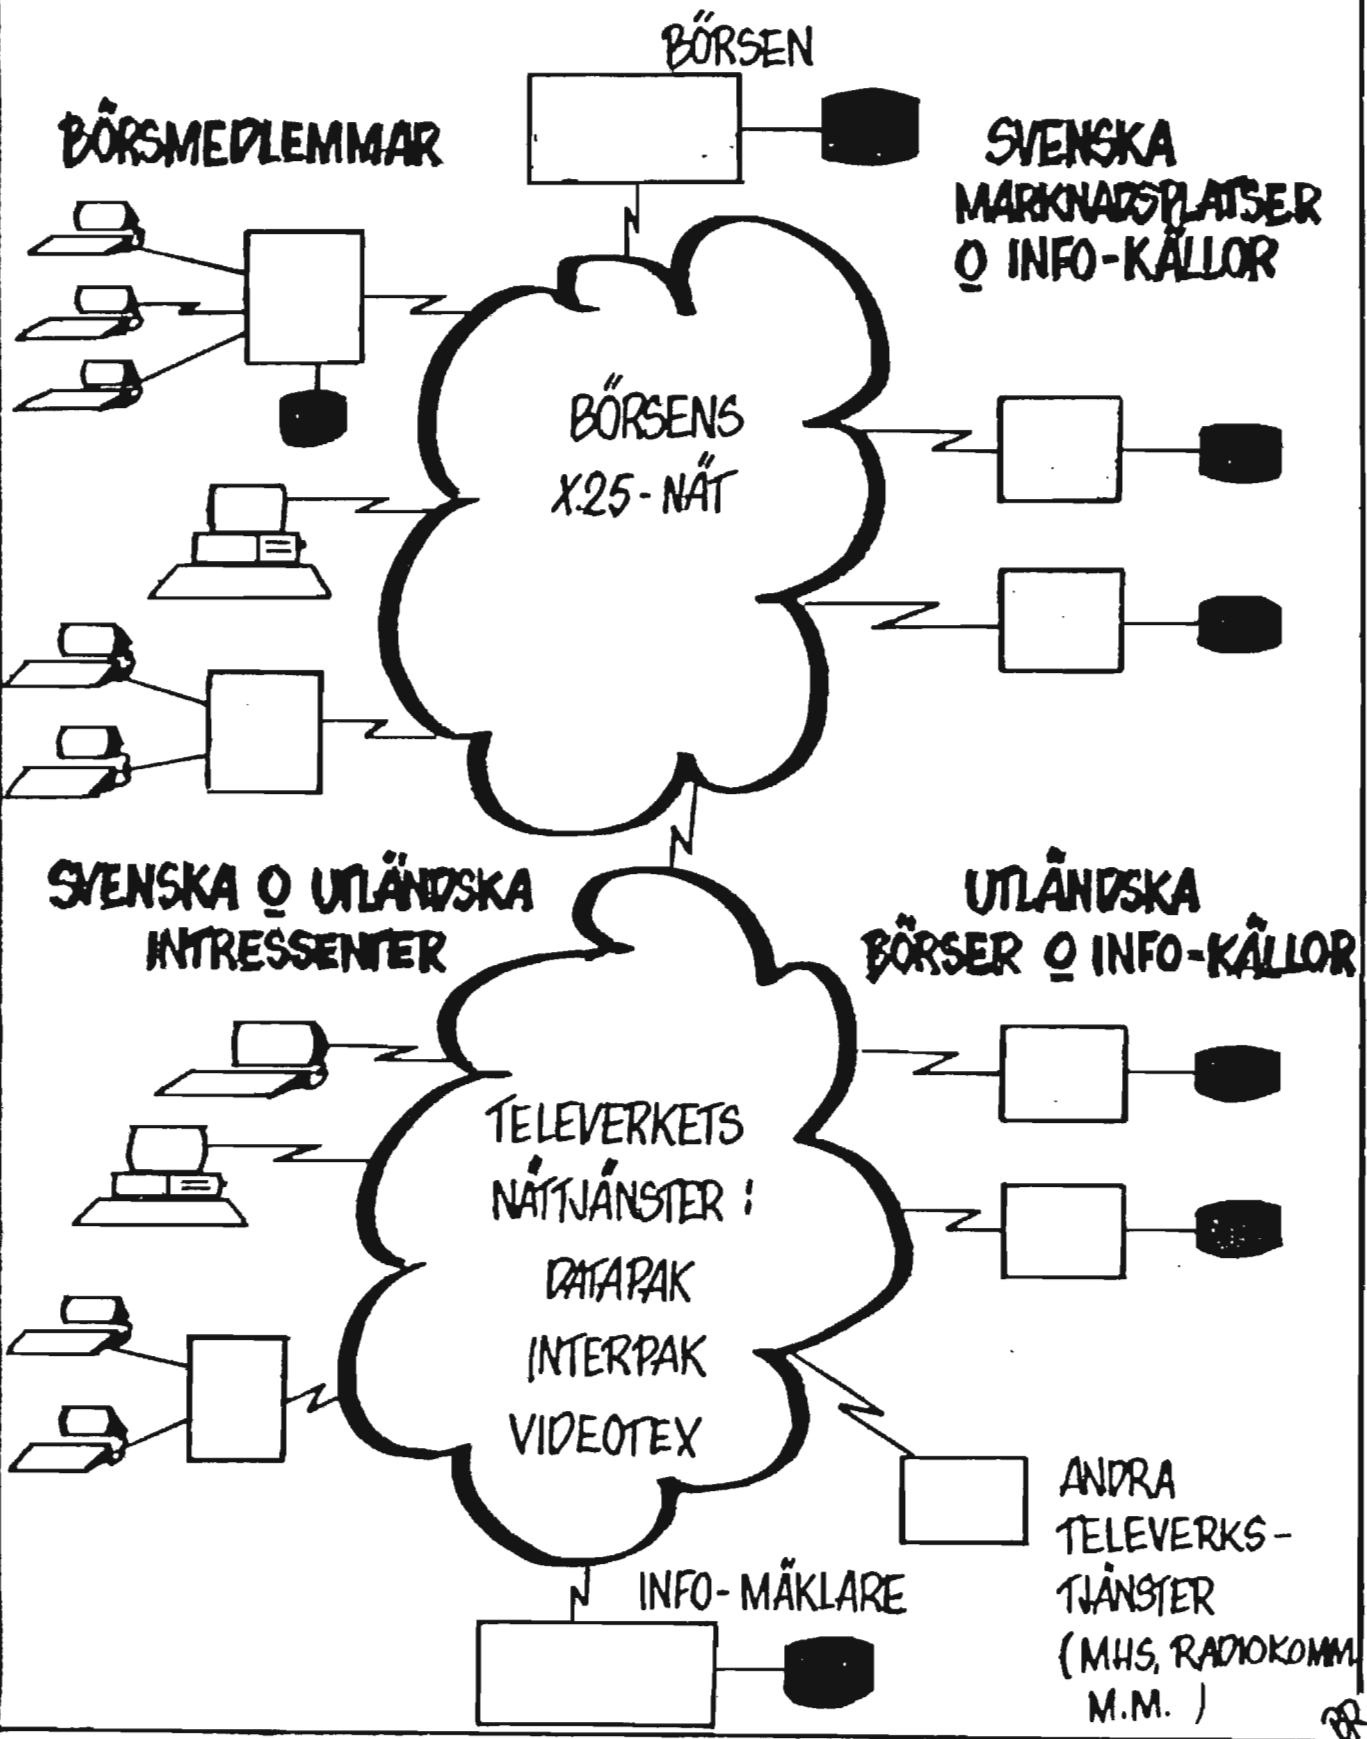 BÖRSEN
BÖRSMEDLEMMAR
SVENSKA
MARKNADSPLATSER
O INFO-KÄLLOR
BÖRSENS
X.25-NÄT
SVENSKA O UTLÄNDSKA
INTRESSENTER
UTLÄNDSKA
BÖRSER O INFO-KÄLLOR
TELEVERKETS
NÄTTJÄNSTER:
DATAPAK
INTERPAK
VIDEOTEX
ANDRA
TELEVERKS-
TJÄNSTER
(MHS, RADIOKOMM
M.M.)
INFO-MÄKLARE